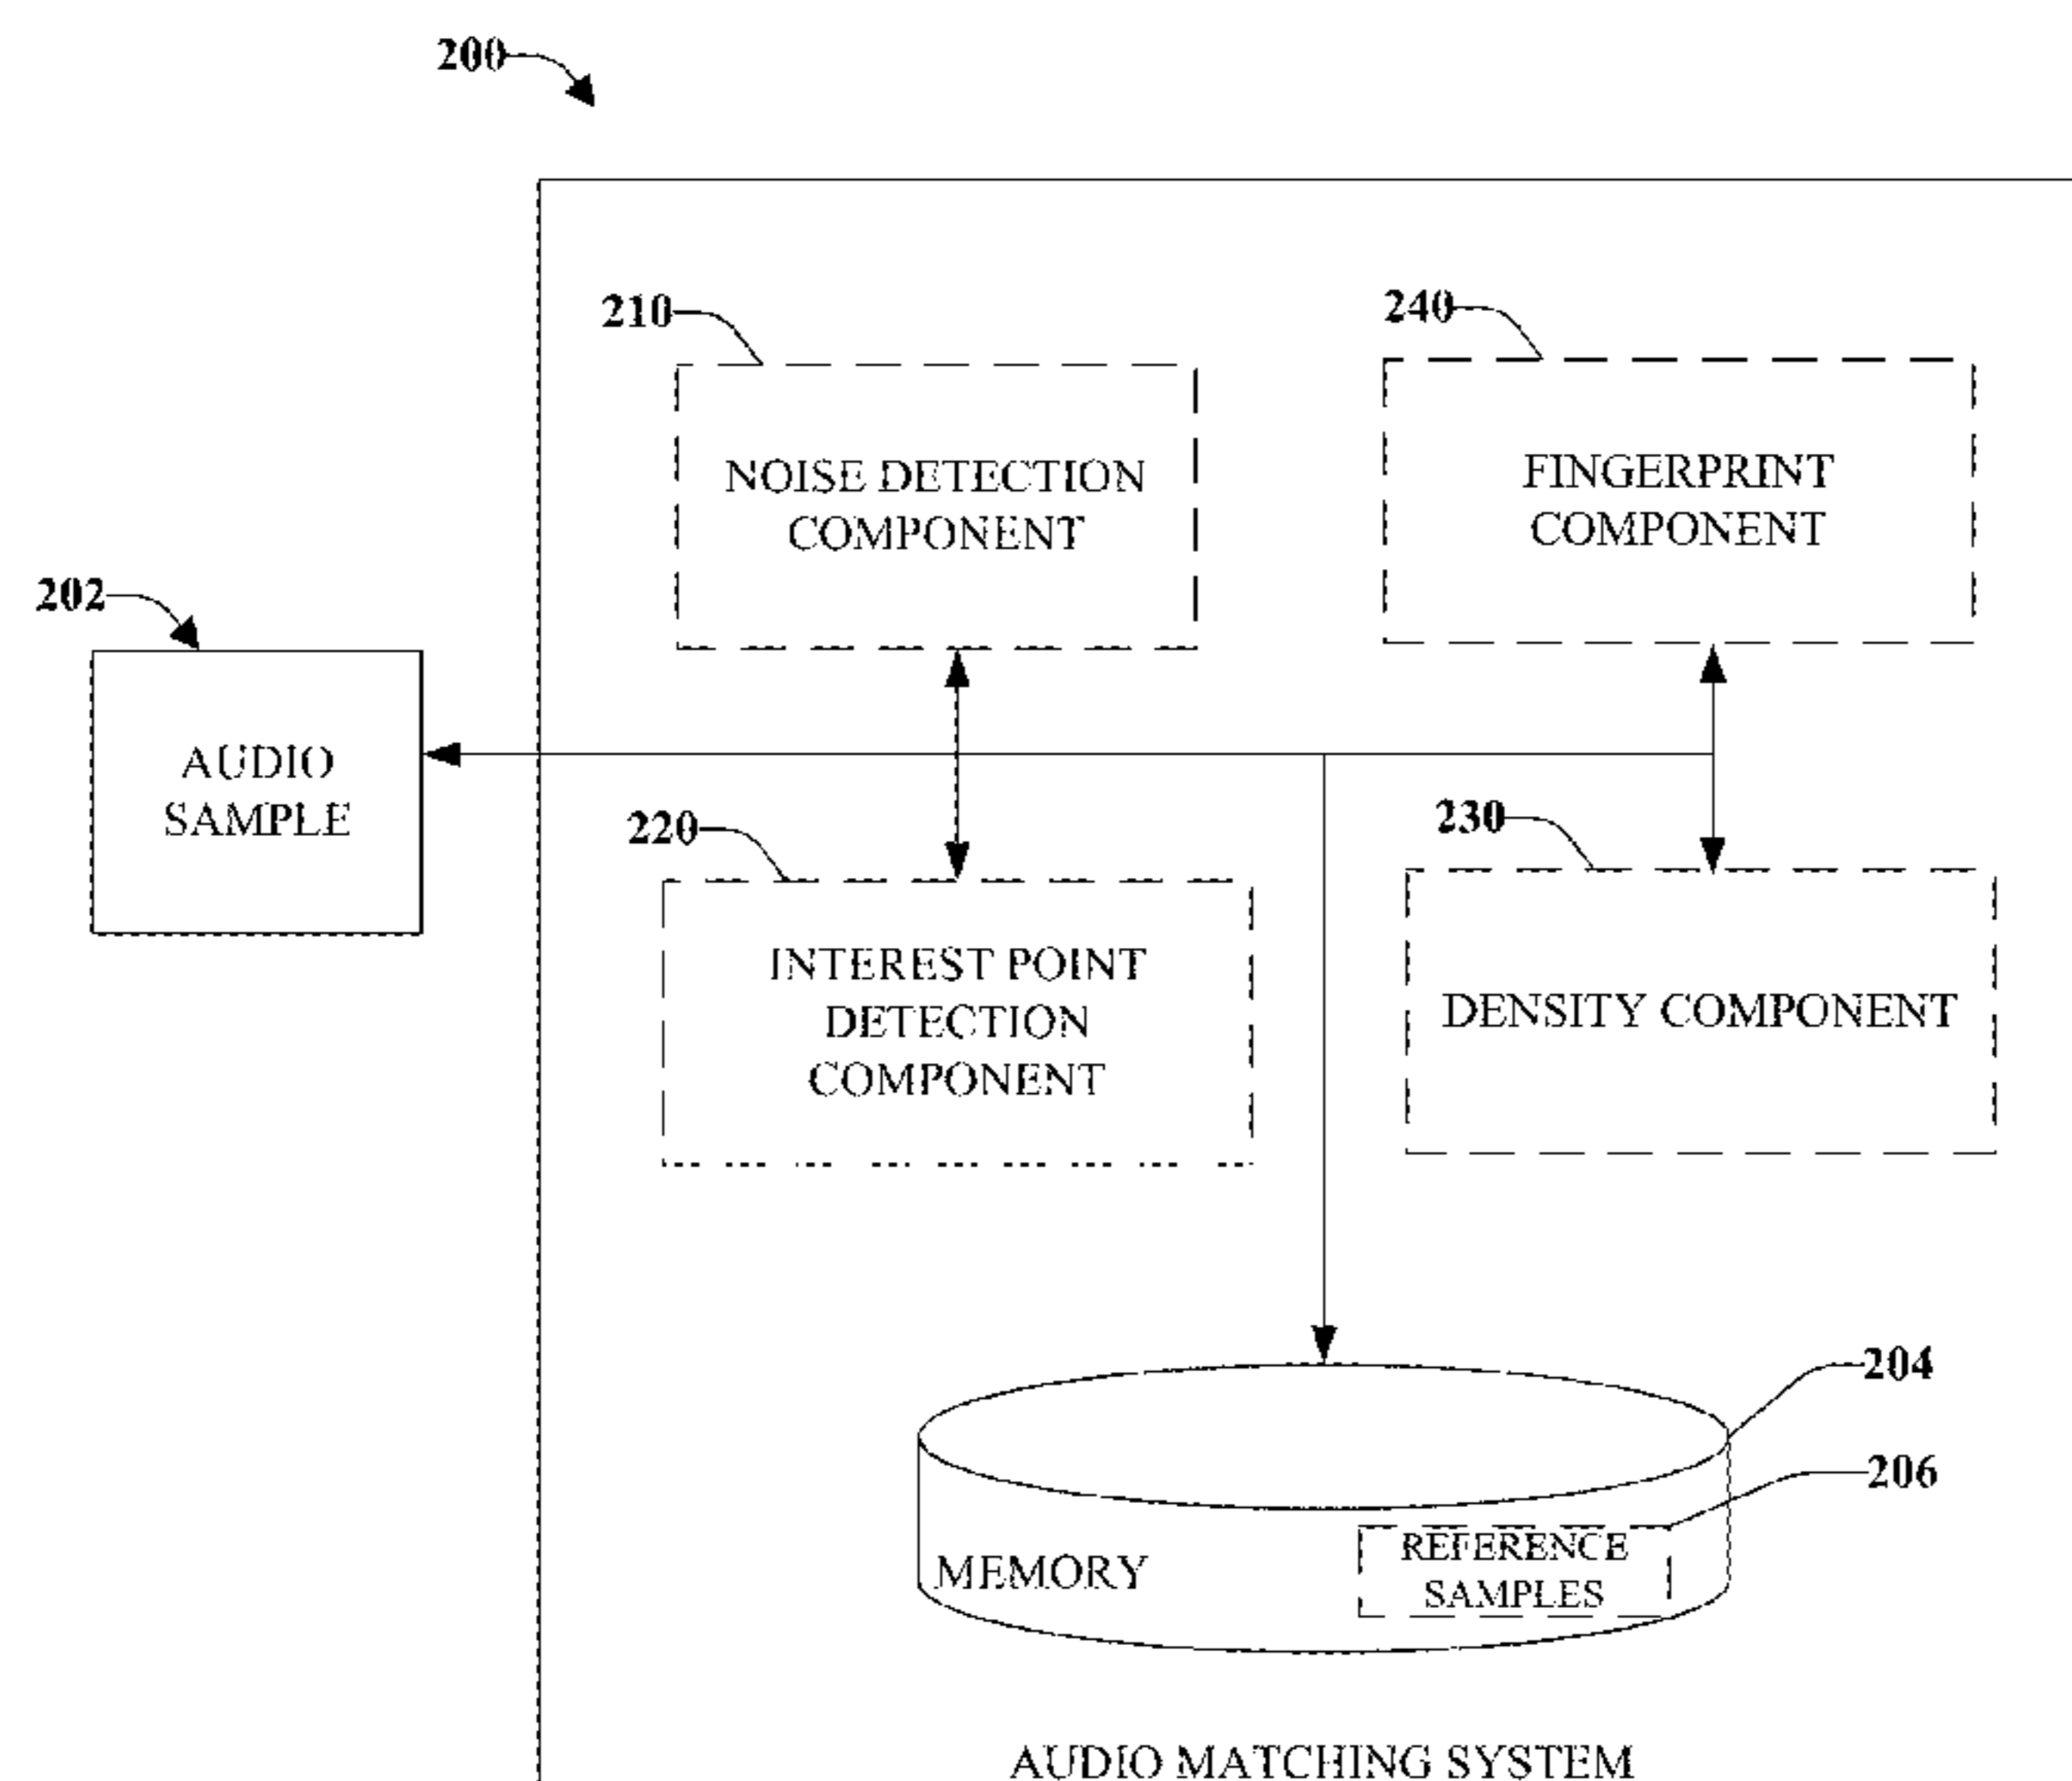 200
210
240
NOISE DETECTION
COMPONENT
FINGERPRINT
COMPONENT
202
AUDIO
SAMPLE
220
230
INTEREST POINT
DETECTION
COMPONENT
DENSITY COMPONENT
204
206
MEMORY
REFERENCE
SAMPLES
AUDIO MATCHING SYSTEM